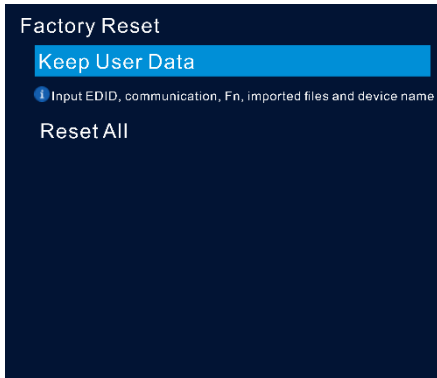 Factory Reset
Keep User Data
Input EDID, communication, Fn, imported files and device name
Reset All